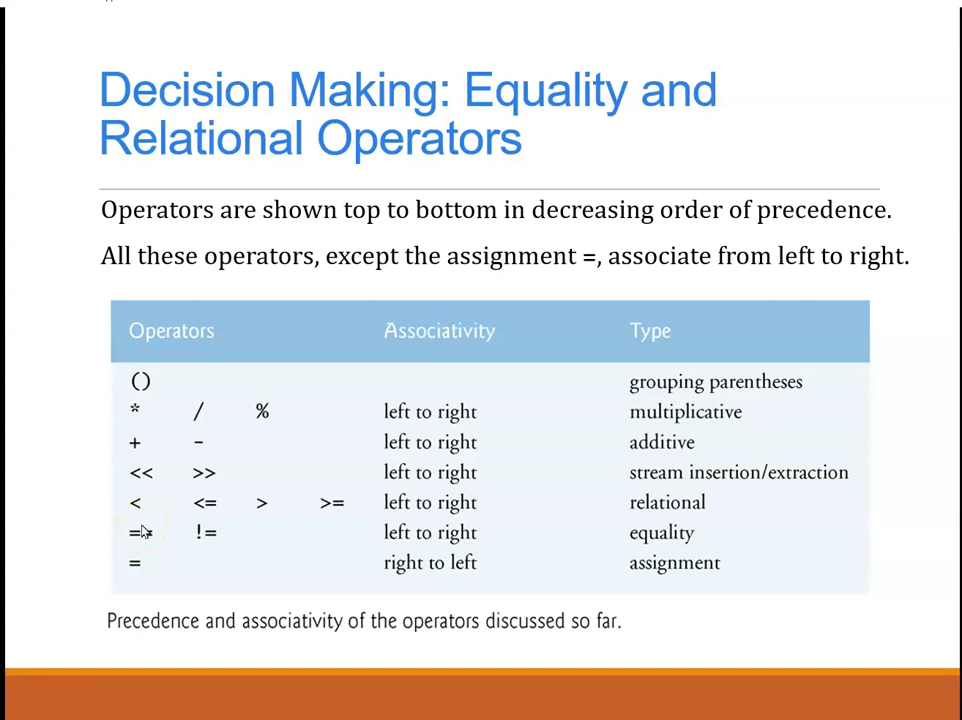 Decision Making: Equality and
Relational Operators
Operators are shown top to bottom in decreasing order of precedence.
All these operators, except the assignment =, associate from left to right.
Operators Associativity Type
() grouping parentheses
* / % left to right multiplicative
+ - left to right additive
<< >> left to right stream insertion/extraction
< <= > >= left to right relational
== != left to right equality
= right to left assignment
Precedence and associativity of the operators discussed so far.